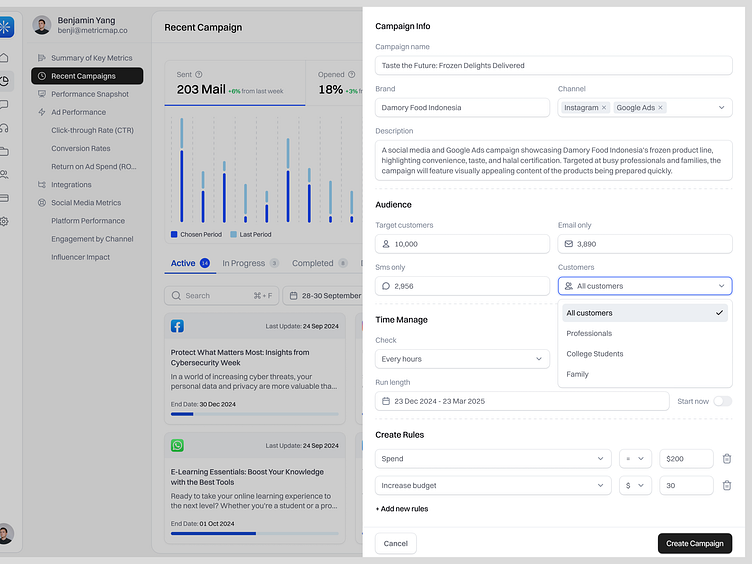 Benjamin Yang
benji@metricmap.co
Summary of Key Metrics
Recent Campaigns
Performance Snapshot
Ad Performance
Click-through Rate (CTR)
Conversion Rates
Return on Ad Spend (RO...
Integrations
Social Media Metrics
Platform Performance
Engagement by Channel
Influencer Impact
Recent Campaign
Sent
203 Mail +6% from last week
Opened
18% +3%
Chosen Period
Last Period
Active 14
In Progress 3
Completed 8
Search
⌘ + F
28-30 September
Last Update: 24 Sep 2024
Protect What Matters Most: Insights from
Cybersecurity Week
In a world of increasing cyber threats, your
personal data and privacy are more valuable tha...
End Date: 30 Dec 2024
Last Update: 24 Sep 2024
E-Learning Essentials: Boost Your Knowledge
with the Best Tools
Ready to take your online learning experience to
the next level? Whether you're a student or a pro...
End Date: 01 Oct 2024
Campaign Info
Campaign name
Taste the Future: Frozen Delights Delivered
Brand
Damory Food Indonesia
Channel
Instagram ×
Google Ads ×
Description
A social media and Google Ads campaign showcasing Damory Food Indonesia's frozen product line,
highlighting convenience, taste, and halal certification. Targeted at busy professionals and families, the
campaign will feature visually appealing content of the products being prepared quickly.
Audience
Target customers
10,000
Email only
3,890
Sms only
2,956
Customers
All customers
All customers
Professionals
College Students
Family
Time Manage
Check
Every hours
Run length
23 Dec 2024 - 23 Mar 2025
Start now
Create Rules
Spend
=
$200
Increase budget
$
30
+ Add new rules
Cancel
Create Campaign